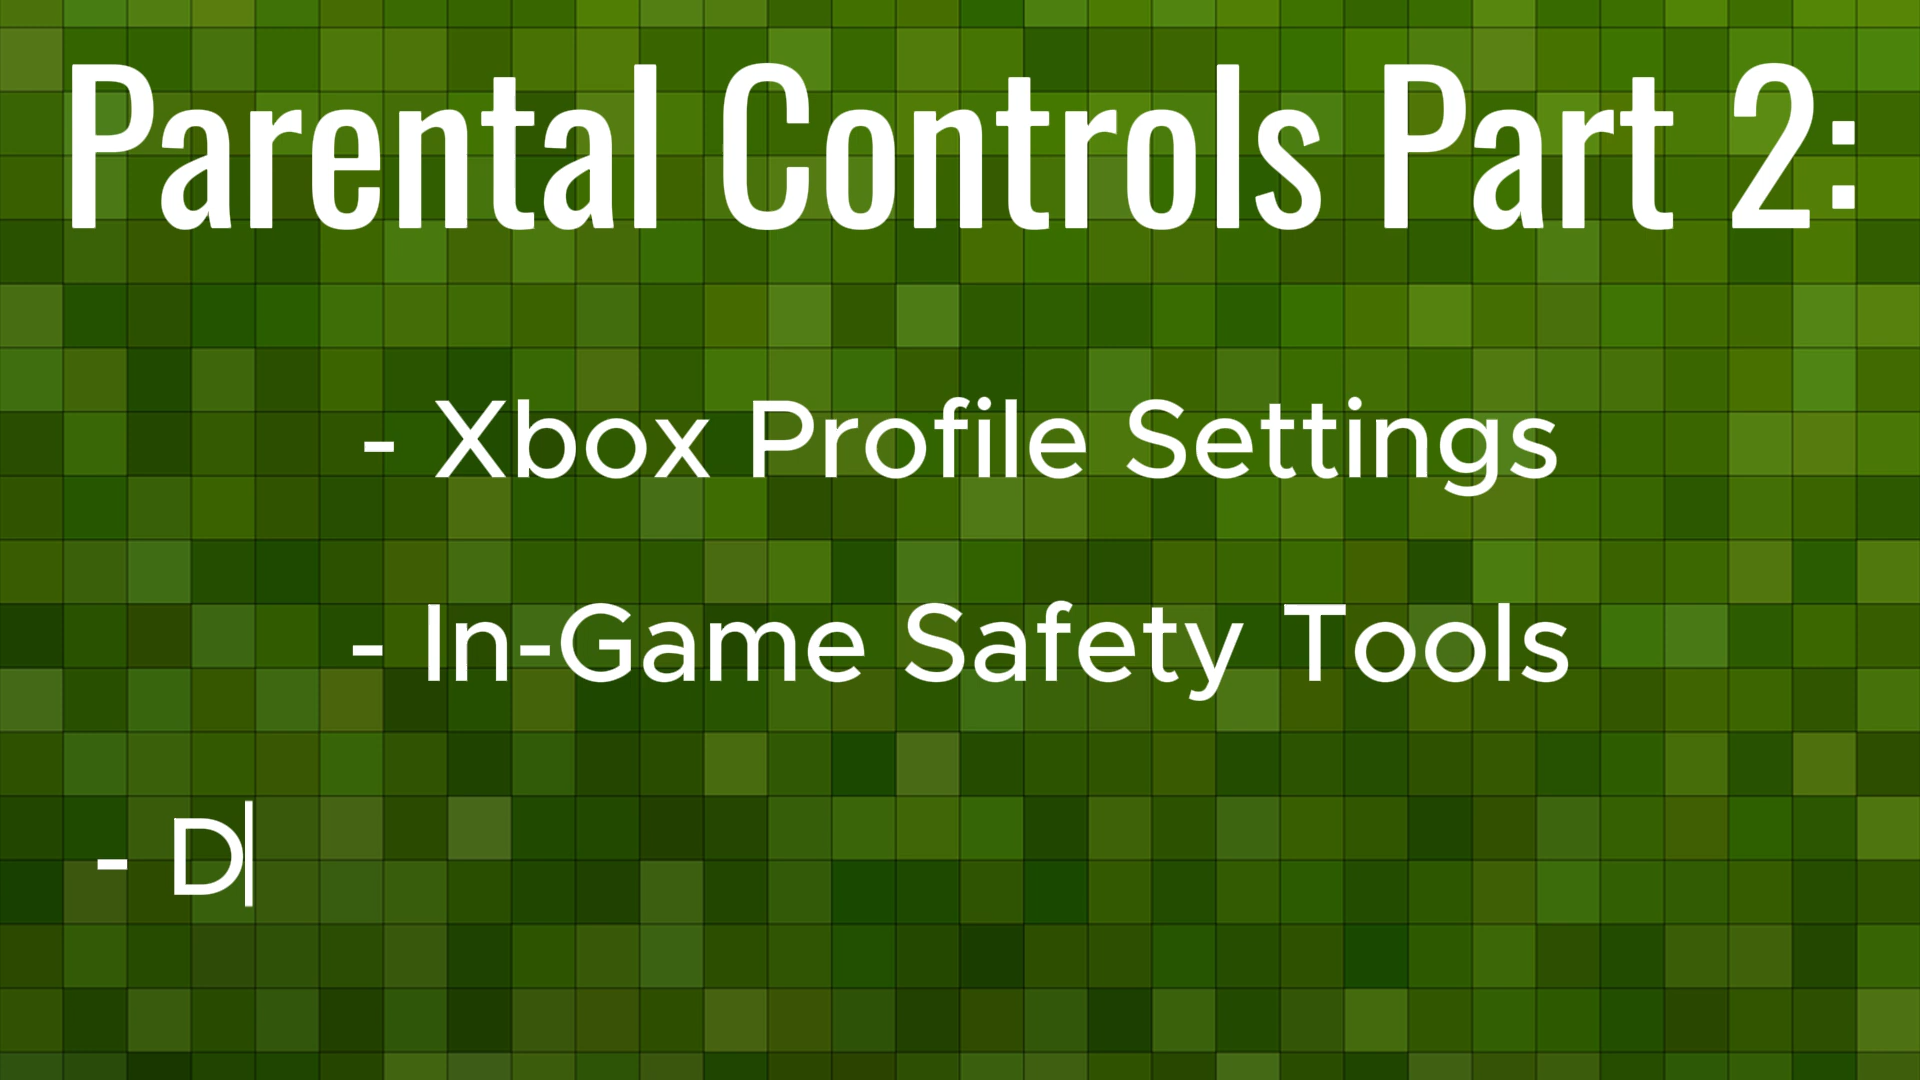 Parental Controls Part 2:
- Xbox Profile Settings
- In-Game Safety Tools
- D